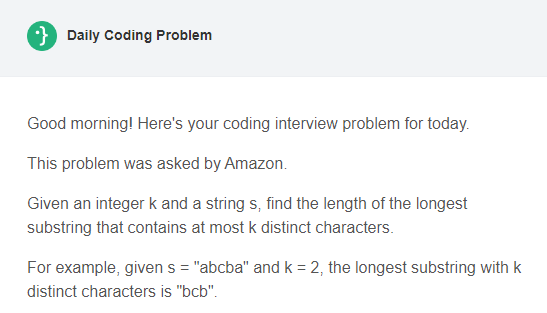 Daily Coding Problem
Good morning! Here's your coding interview problem for today.
This problem was asked by Amazon.
Given an integer k and a string s, find the length of the longest
substring that contains at most k distinct characters.
For example, given s = "abcba" and k = 2, the longest substring with k
distinct characters is "bcb".